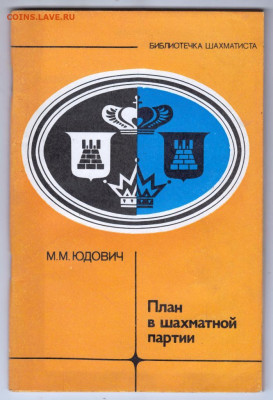 COINS.LAVE.RU
БИБЛИОТЕЧКА ШАХМАТИСТА
М.М. ЮДОВИЧ
План
в шахматной
партии